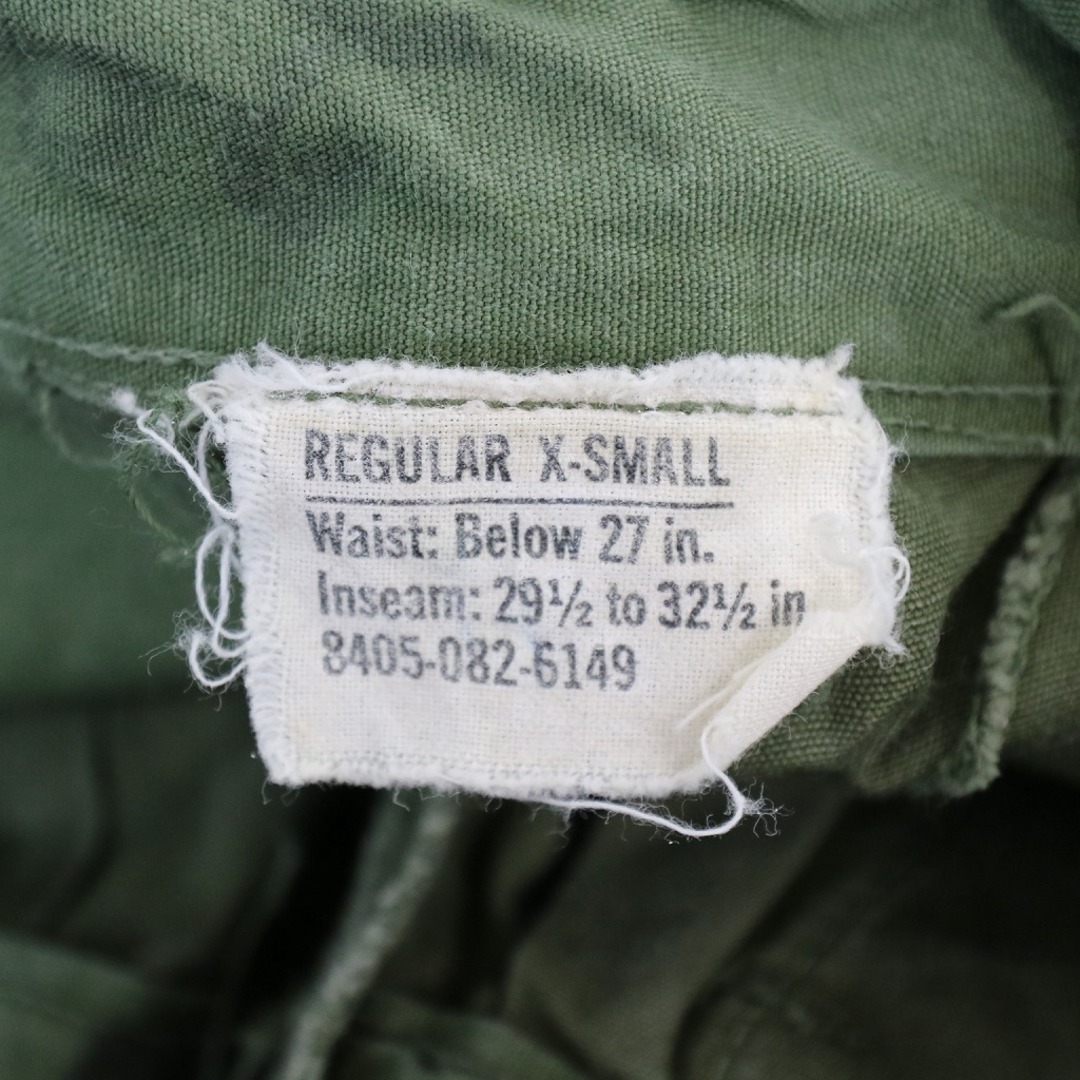 REGULAR X-SMALL
Waist: Below 27 in.
Inseam: 29½ to 32½ in
8405-082-6149